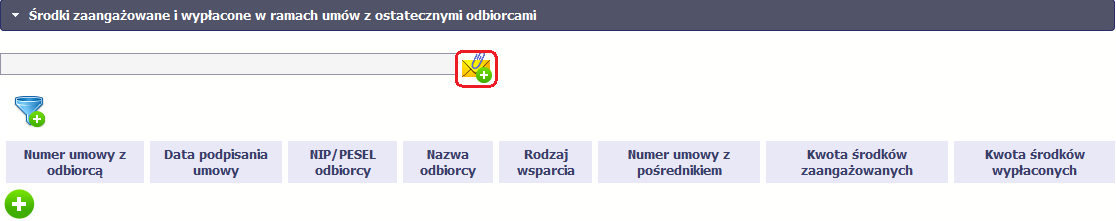 Środki zaangażowane i wypłacone w ramach umów z ostatecznymi odbiorcami
Numer umowy z odbiorcą
Data podpisania umowy
NIP/PESEL odbiorcy
Nazwa odbiorcy
Rodzaj wsparcia
Numer umowy z pośrednikiem
Kwota środków zaangażowanych
Kwota środków wypłaconych